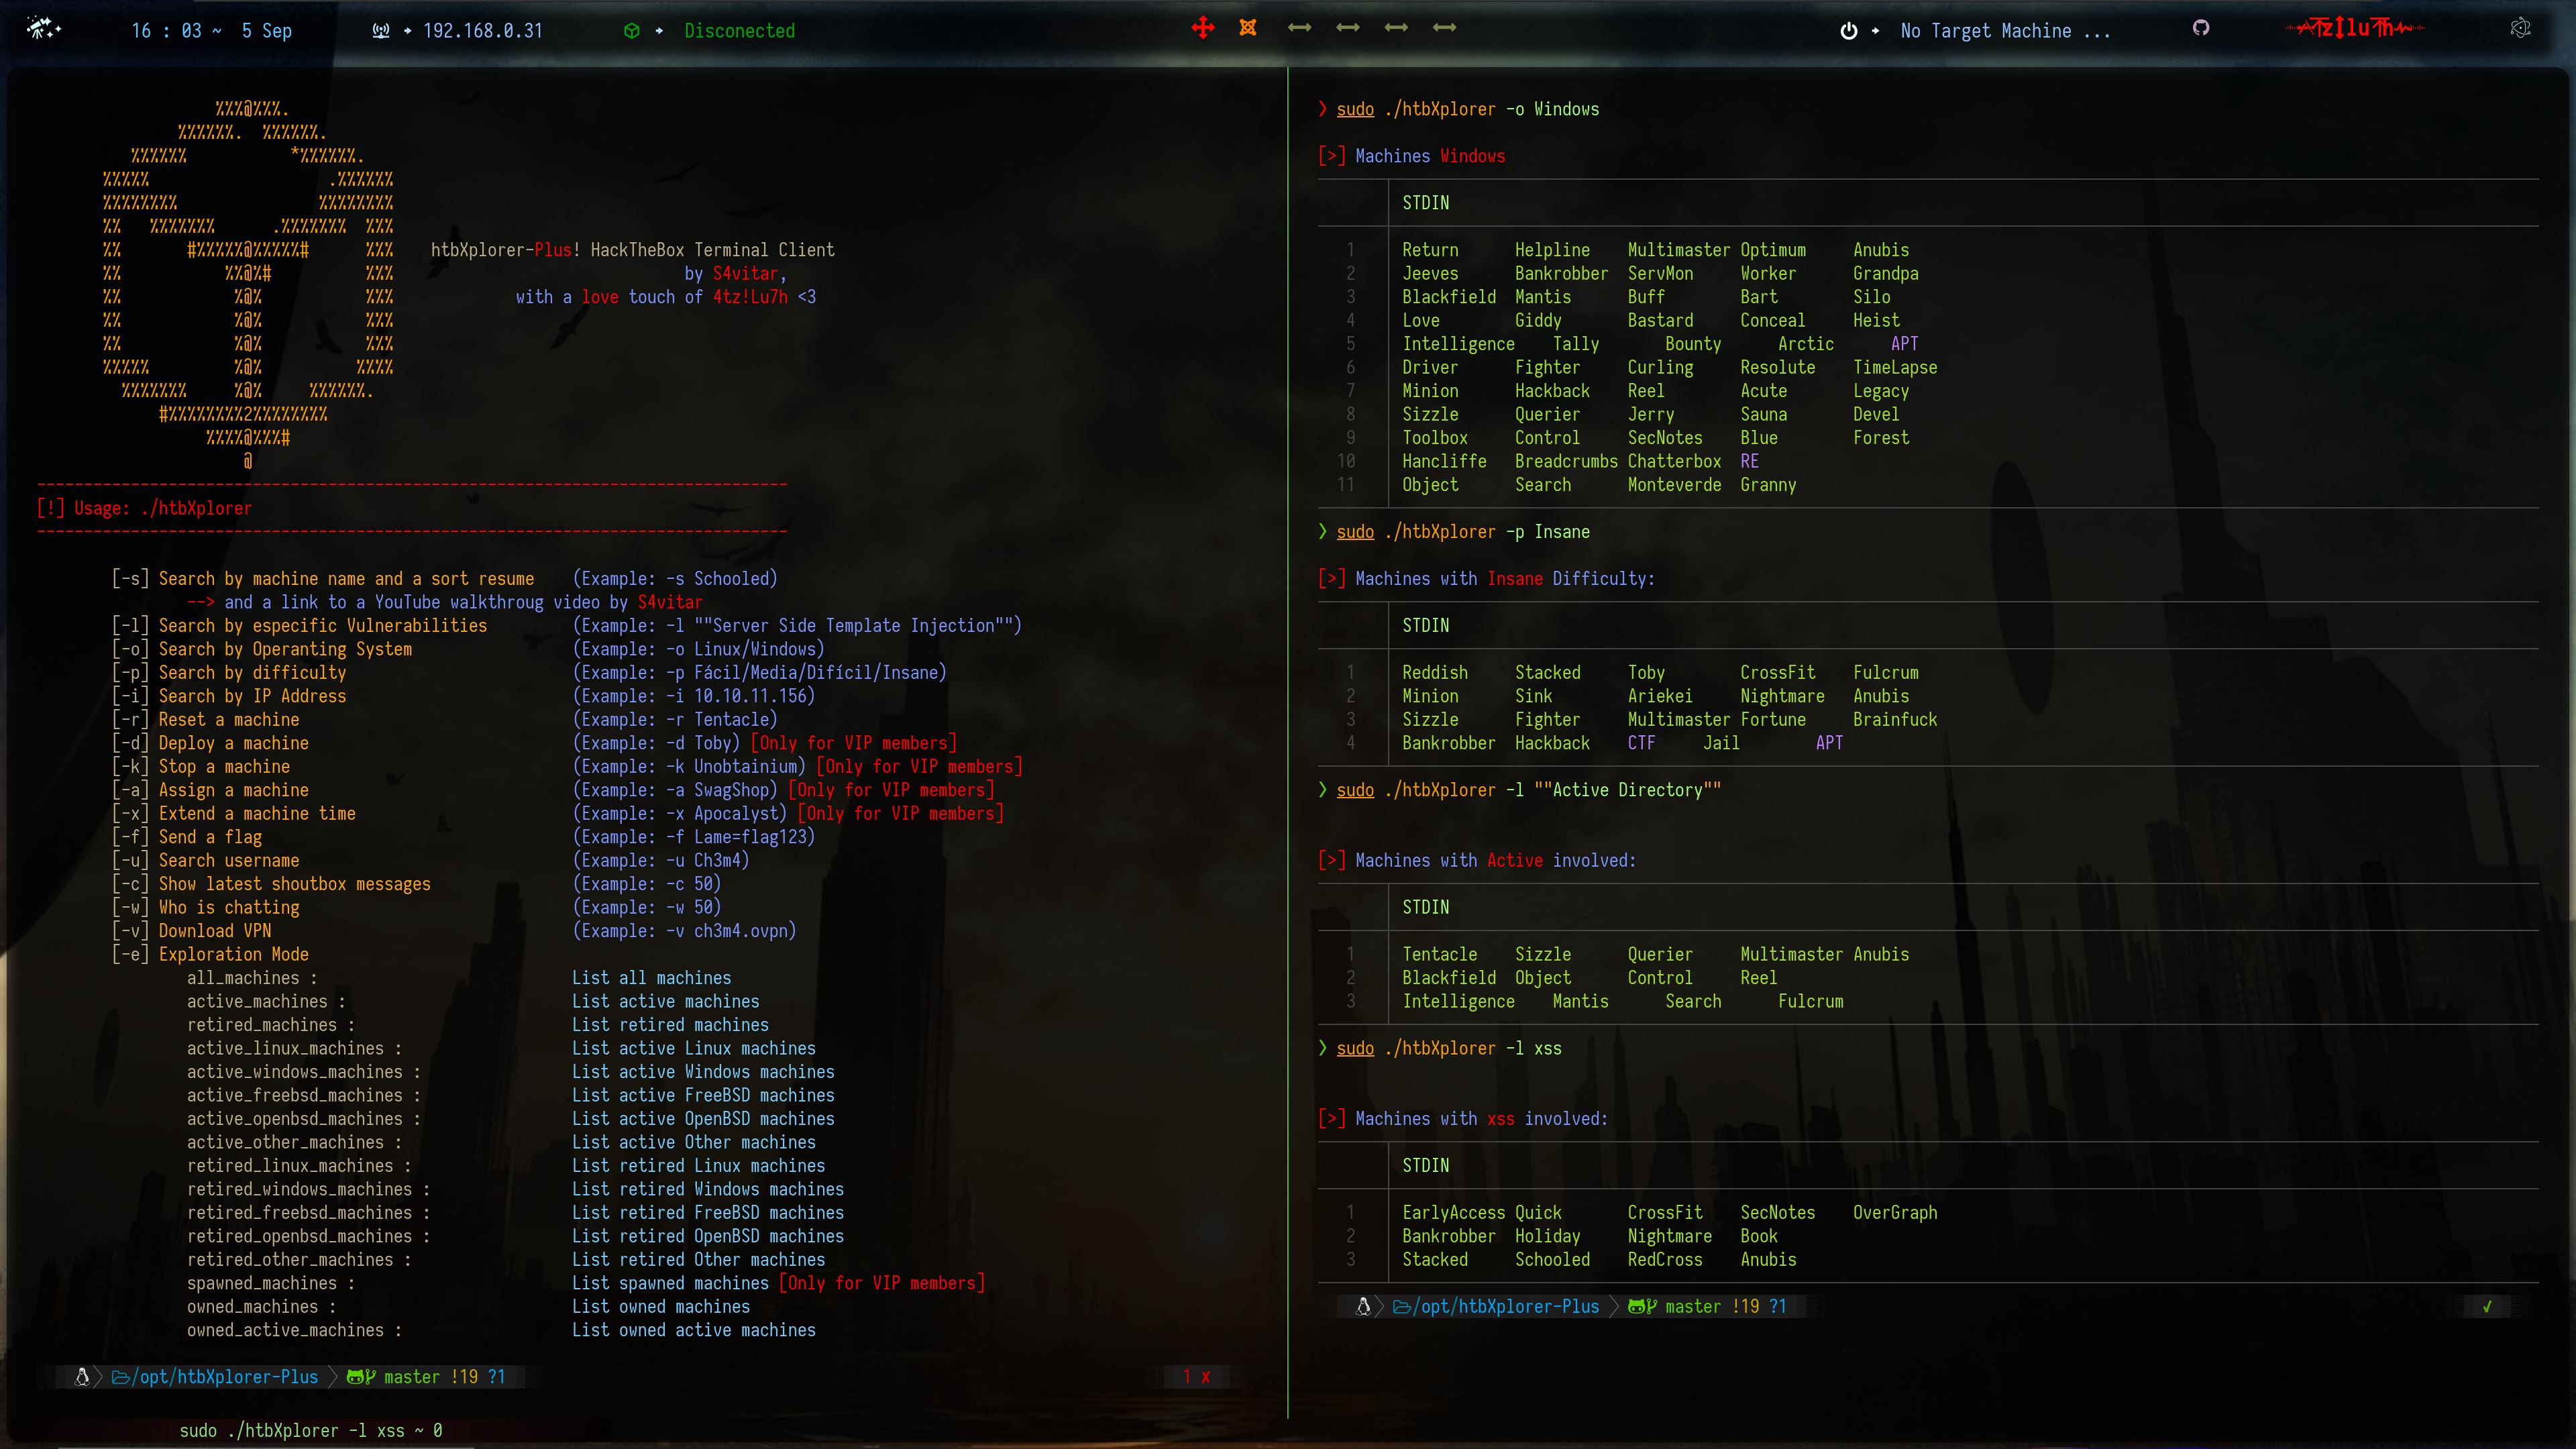 16 : 03 ~ 5 Sep 192.168.0.31 Disconected No Target Machine ...
%%%@%%%.
%%%%%%. %%%%%%.
%%%%%% *%%%%%%.
%%%%% .%%%%%%
%%%%%%%% %%%%%%%%
%% %%%%%%% .%%%%%%% %%%
%% #%%%%%@%%%%%# %%%
%% %%@%# %%%
%% %@% %%%
%% %@% %%%
%% %@% %%%
%%%%% %@% %%%%
%%%%%%% %@% %%%%%%.
#%%%%%%%%2%%%%%%%%
%%%%@%%%#
@
htbXplorer-Plus! HackTheBox Terminal Client
by S4vitar,
with a love touch of 4tz!Lu7h <3
--------------------------------------------------------------------------------
[!] Usage: ./htbXplorer
--------------------------------------------------------------------------------
[-s] Search by machine name and a sort resume (Example: -s Schooled)
--> and a link to a YouTube walkthroug video by S4vitar
[-l] Search by especific Vulnerabilities (Example: -l ""Server Side Template Injection"")
[-o] Search by Operanting System (Example: -o Linux/Windows)
[-p] Search by difficulty (Example: -p Fácil/Media/Difícil/Insane)
[-i] Search by IP Address (Example: -i 10.10.11.156)
[-r] Reset a machine (Example: -r Tentacle)
[-d] Deploy a machine (Example: -d Toby) [Only for VIP members]
[-k] Stop a machine (Example: -k Unobtainium) [Only for VIP members]
[-a] Assign a machine (Example: -a SwagShop) [Only for VIP members]
[-x] Extend a machine time (Example: -x Apocalyst) [Only for VIP members]
[-f] Send a flag (Example: -f Lame=flag123)
[-u] Search username (Example: -u Ch3m4)
[-c] Show latest shoutbox messages (Example: -c 50)
[-w] Who is chatting (Example: -w 50)
[-v] Download VPN (Example: -v ch3m4.ovpn)
[-e] Exploration Mode
all_machines : List all machines
active_machines : List active machines
retired_machines : List retired machines
active_linux_machines : List active Linux machines
active_windows_machines : List active Windows machines
active_freebsd_machines : List active FreeBSD machines
active_openbsd_machines : List active OpenBSD machines
active_other_machines : List active Other machines
retired_linux_machines : List retired Linux machines
retired_windows_machines : List retired Windows machines
retired_freebsd_machines : List retired FreeBSD machines
retired_openbsd_machines : List retired OpenBSD machines
retired_other_machines : List retired Other machines
spawned_machines : List spawned machines [Only for VIP members]
owned_machines : List owned machines
owned_active_machines : List owned active machines
/opt/htbXplorer-Plus master !19 ?1 1 x
sudo ./htbXplorer -l xss ~ 0
❯ sudo ./htbXplorer -o Windows
[>] Machines Windows
STDIN
1 Return Helpline Multimaster Optimum Anubis
2 Jeeves Bankrobber ServMon Worker Grandpa
3 Blackfield Mantis Buff Bart Silo
4 Love Giddy Bastard Conceal Heist
5 Intelligence Tally Bounty Arctic APT
6 Driver Fighter Curling Resolute TimeLapse
7 Minion Hackback Reel Acute Legacy
8 Sizzle Querier Jerry Sauna Devel
9 Toolbox Control SecNotes Blue Forest
10 Hancliffe Breadcrumbs Chatterbox RE
11 Object Search Monteverde Granny
❯ sudo ./htbXplorer -p Insane
[>] Machines with Insane Difficulty:
STDIN
1 Reddish Stacked Toby CrossFit Fulcrum
2 Minion Sink Ariekei Nightmare Anubis
3 Sizzle Fighter Multimaster Fortune Brainfuck
4 Bankrobber Hackback CTF Jail APT
❯ sudo ./htbXplorer -l ""Active Directory""
[>] Machines with Active involved:
STDIN
1 Tentacle Sizzle Querier Multimaster Anubis
2 Blackfield Object Control Reel
3 Intelligence Mantis Search Fulcrum
❯ sudo ./htbXplorer -l xss
[>] Machines with xss involved:
STDIN
1 EarlyAccess Quick CrossFit SecNotes OverGraph
2 Bankrobber Holiday Nightmare Book
3 Stacked Schooled RedCross Anubis
/opt/htbXplorer-Plus master !19 ?1 ✓